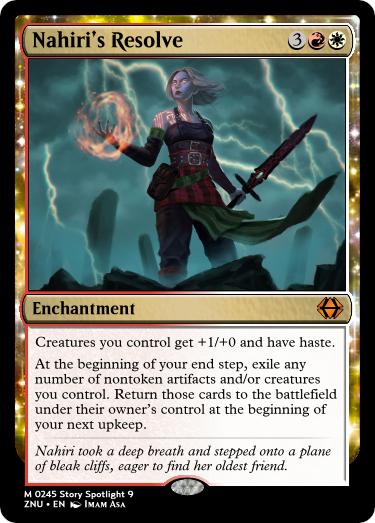 Nahiri's Resolve 3
Enchantment
Creatures you control get +1/+0 and have haste.
At the beginning of your end step, exile any
number of nontoken artifacts and/or creatures
you control. Return those cards to the battlefield
under their owner's control at the beginning of
your next upkeep.
Nahiri took a deep breath and stepped onto a plane
of bleak cliffs, eager to find her oldest friend.
M 0245 Story Spotlight 9
ZNU • EN Imam Asa